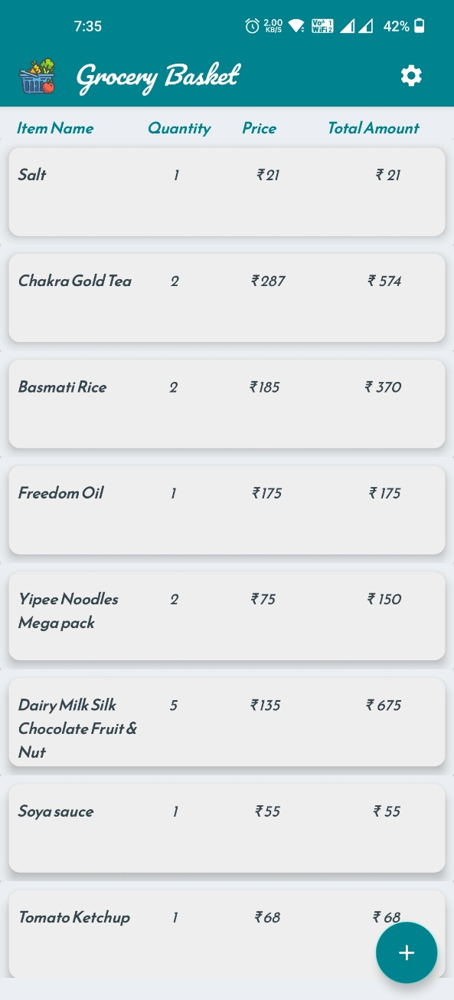 7:35 2.00 KB/S Vo 1 WiFi 2 42%
Grocery Basket
Item Name Quantity Price Total Amount
Salt 1 ₹21 ₹ 21
Chakra Gold Tea 2 ₹287 ₹ 574
Basmati Rice 2 ₹185 ₹ 370
Freedom Oil 1 ₹175 ₹ 175
Yipee Noodles 2 ₹75 ₹ 150
Mega pack
Dairy Milk Silk 5 ₹135 ₹ 675
Chocolate Fruit &
Nut
Soya sauce 1 ₹55 ₹ 55
Tomato Ketchup 1 ₹68 ₹ 68
+